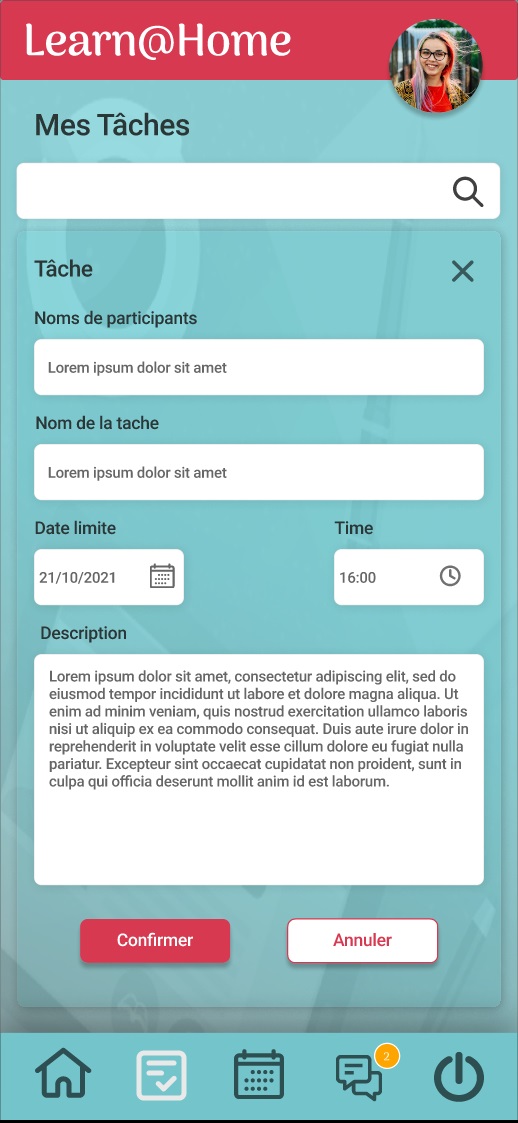 Learn@Home
Mes Tâches
Tâche
Noms de participants
Lorem ipsum dolor sit amet
Nom de la tache
Lorem ipsum dolor sit amet
Date limite
Time
21/10/2021
16:00
Description
Lorem ipsum dolor sit amet, consectetur adipiscing elit, sed do
eiusmod tempor incididunt ut labore et dolore magna aliqua. Ut
enim ad minim veniam, quis nostrud exercitation ullamco laboris
nisi ut aliquip ex ea commodo consequat. Duis aute irure dolor in
reprehenderit in voluptate velit esse cillum dolore eu fugiat nulla
pariatur. Excepteur sint occaecat cupidatat non proident, sunt in
culpa qui officia deserunt mollit anim id est laborum.
Confirmer
Annuler
2